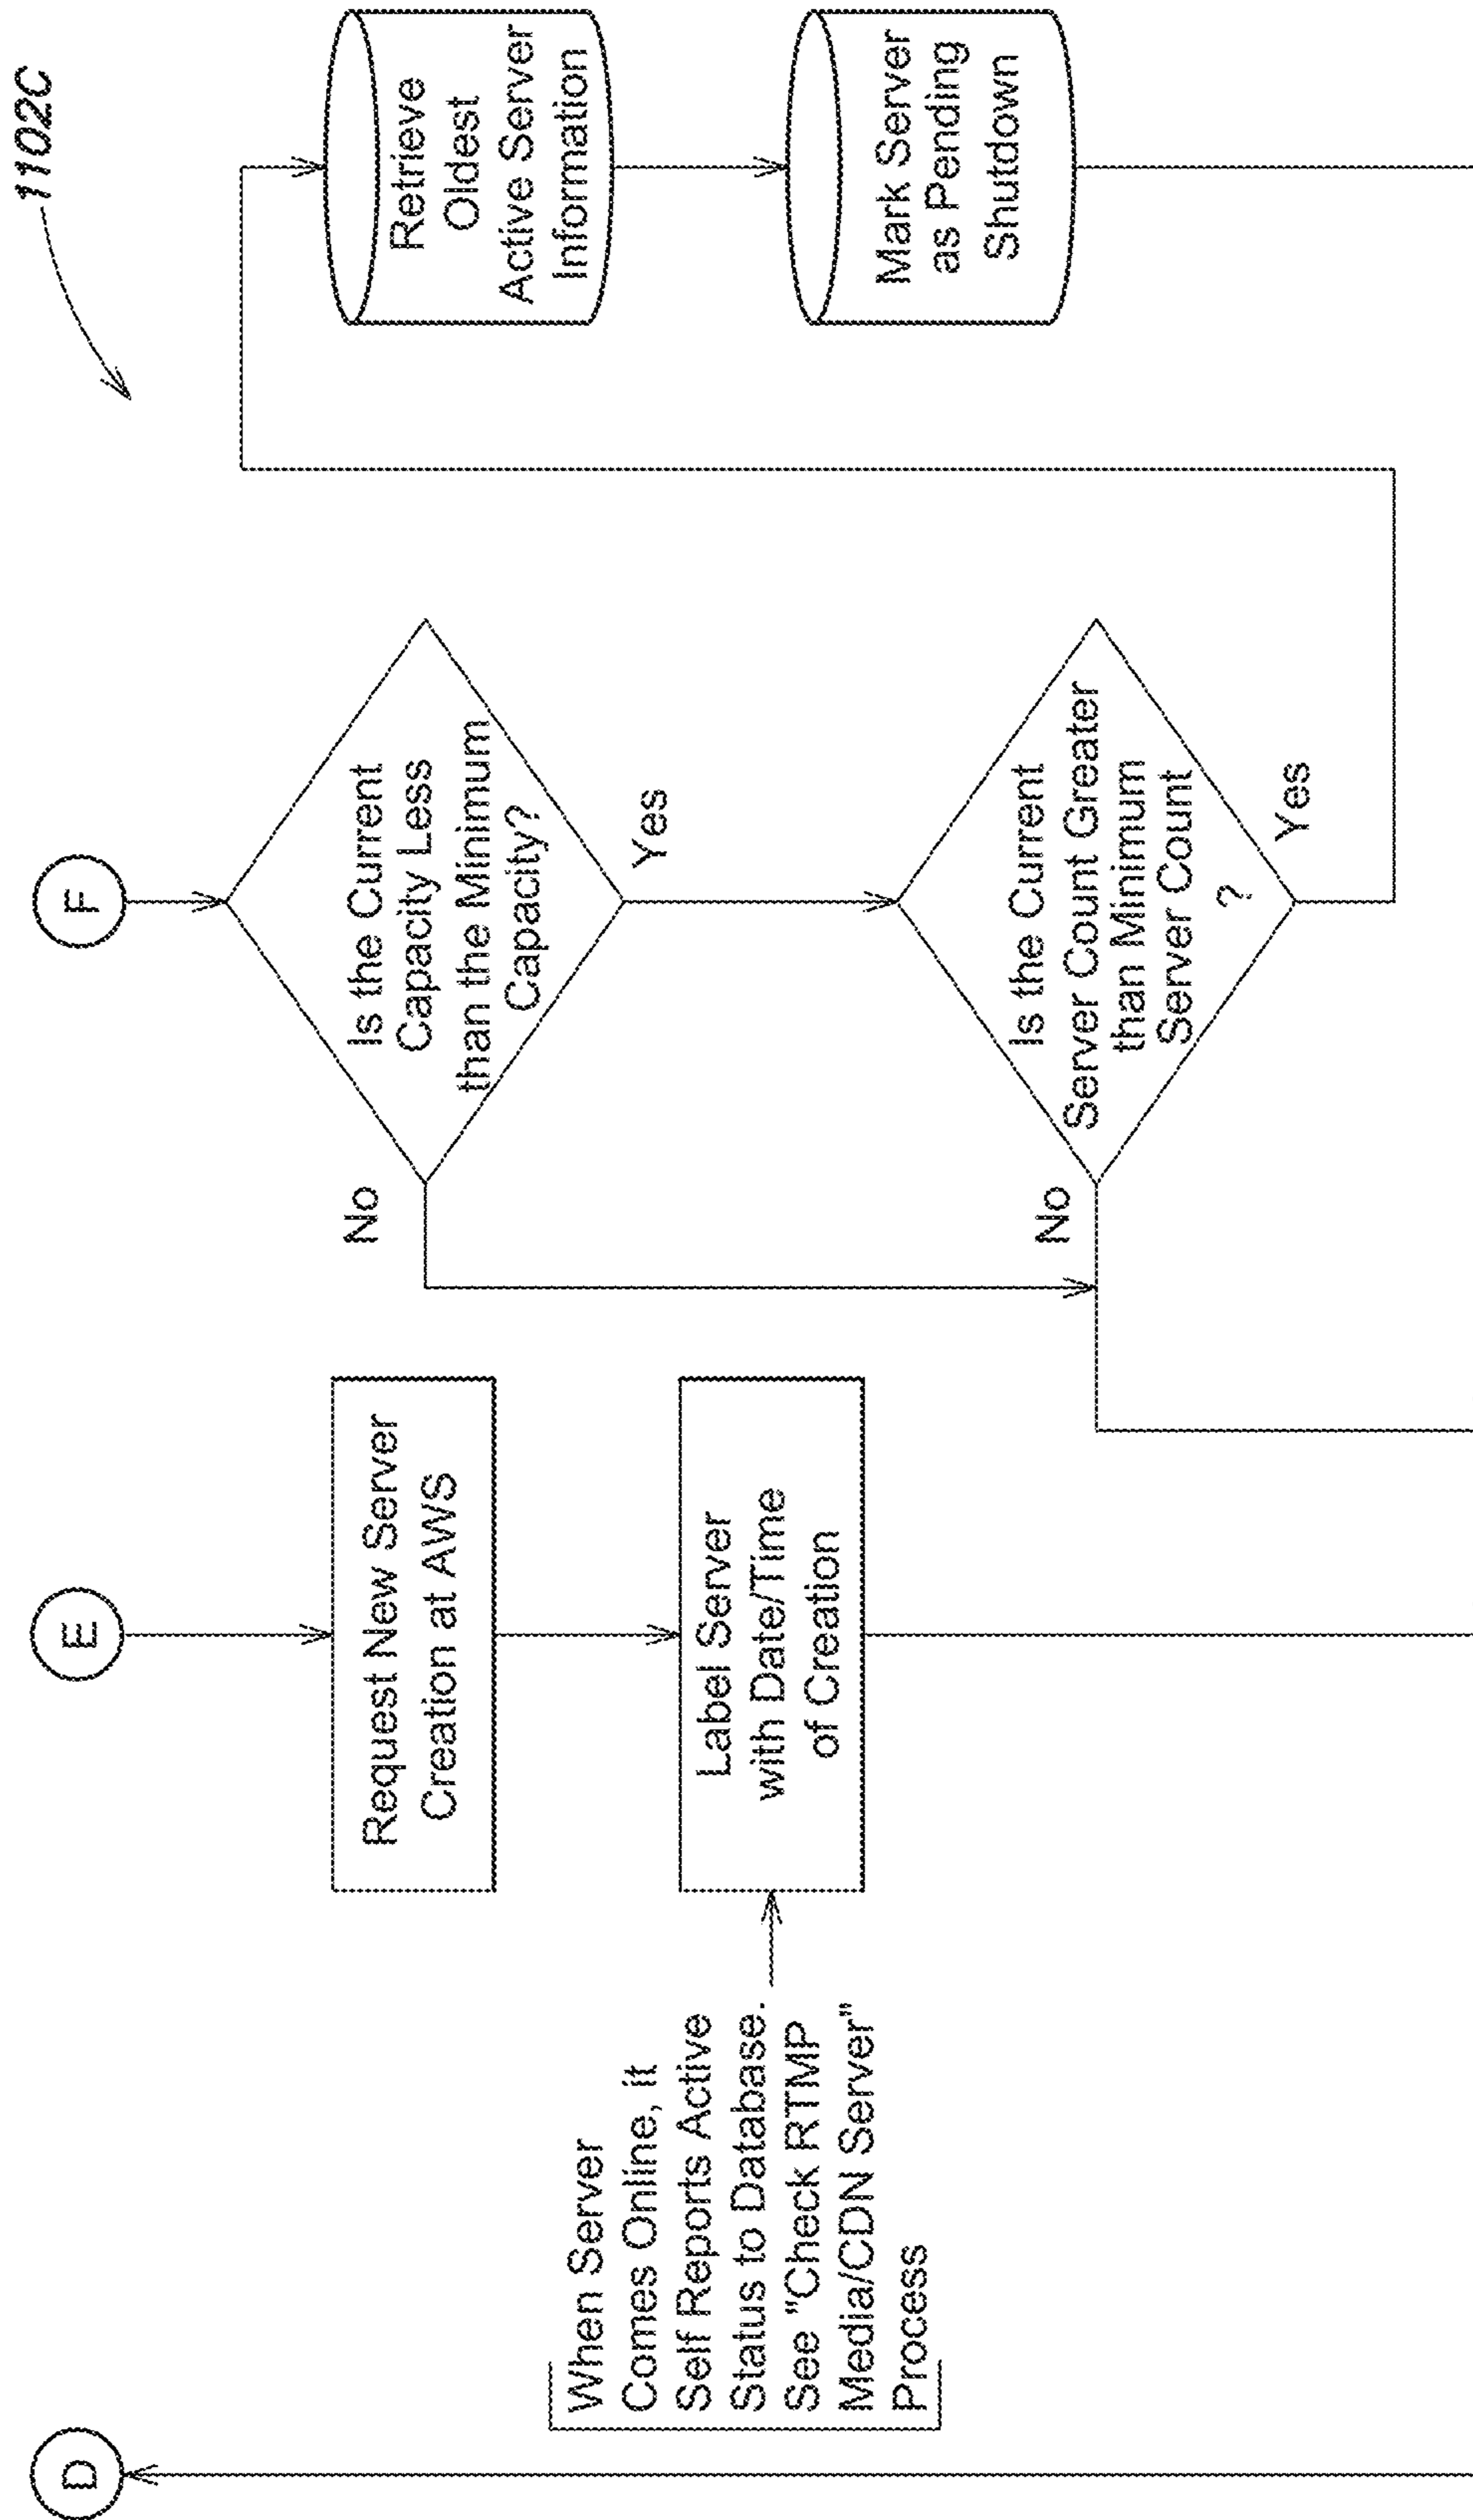 1102C
D
E
F
When Server
Comes Online, it
Self Reports Active
Status to Database.
See "Check RTMP
Media/CDN Server"
Process
Request New Server
Creation at AWS
Label Server
with Date/Time
of Creation
Is the Current
Capacity Less
than the Minimum
Capacity?
No
Yes
Is the Current
Server Count Greater
than Minimum
Server Count
?
No
Yes
Retrieve
Oldest
Active Server
Information
Mark Server
as Pending
Shutdown